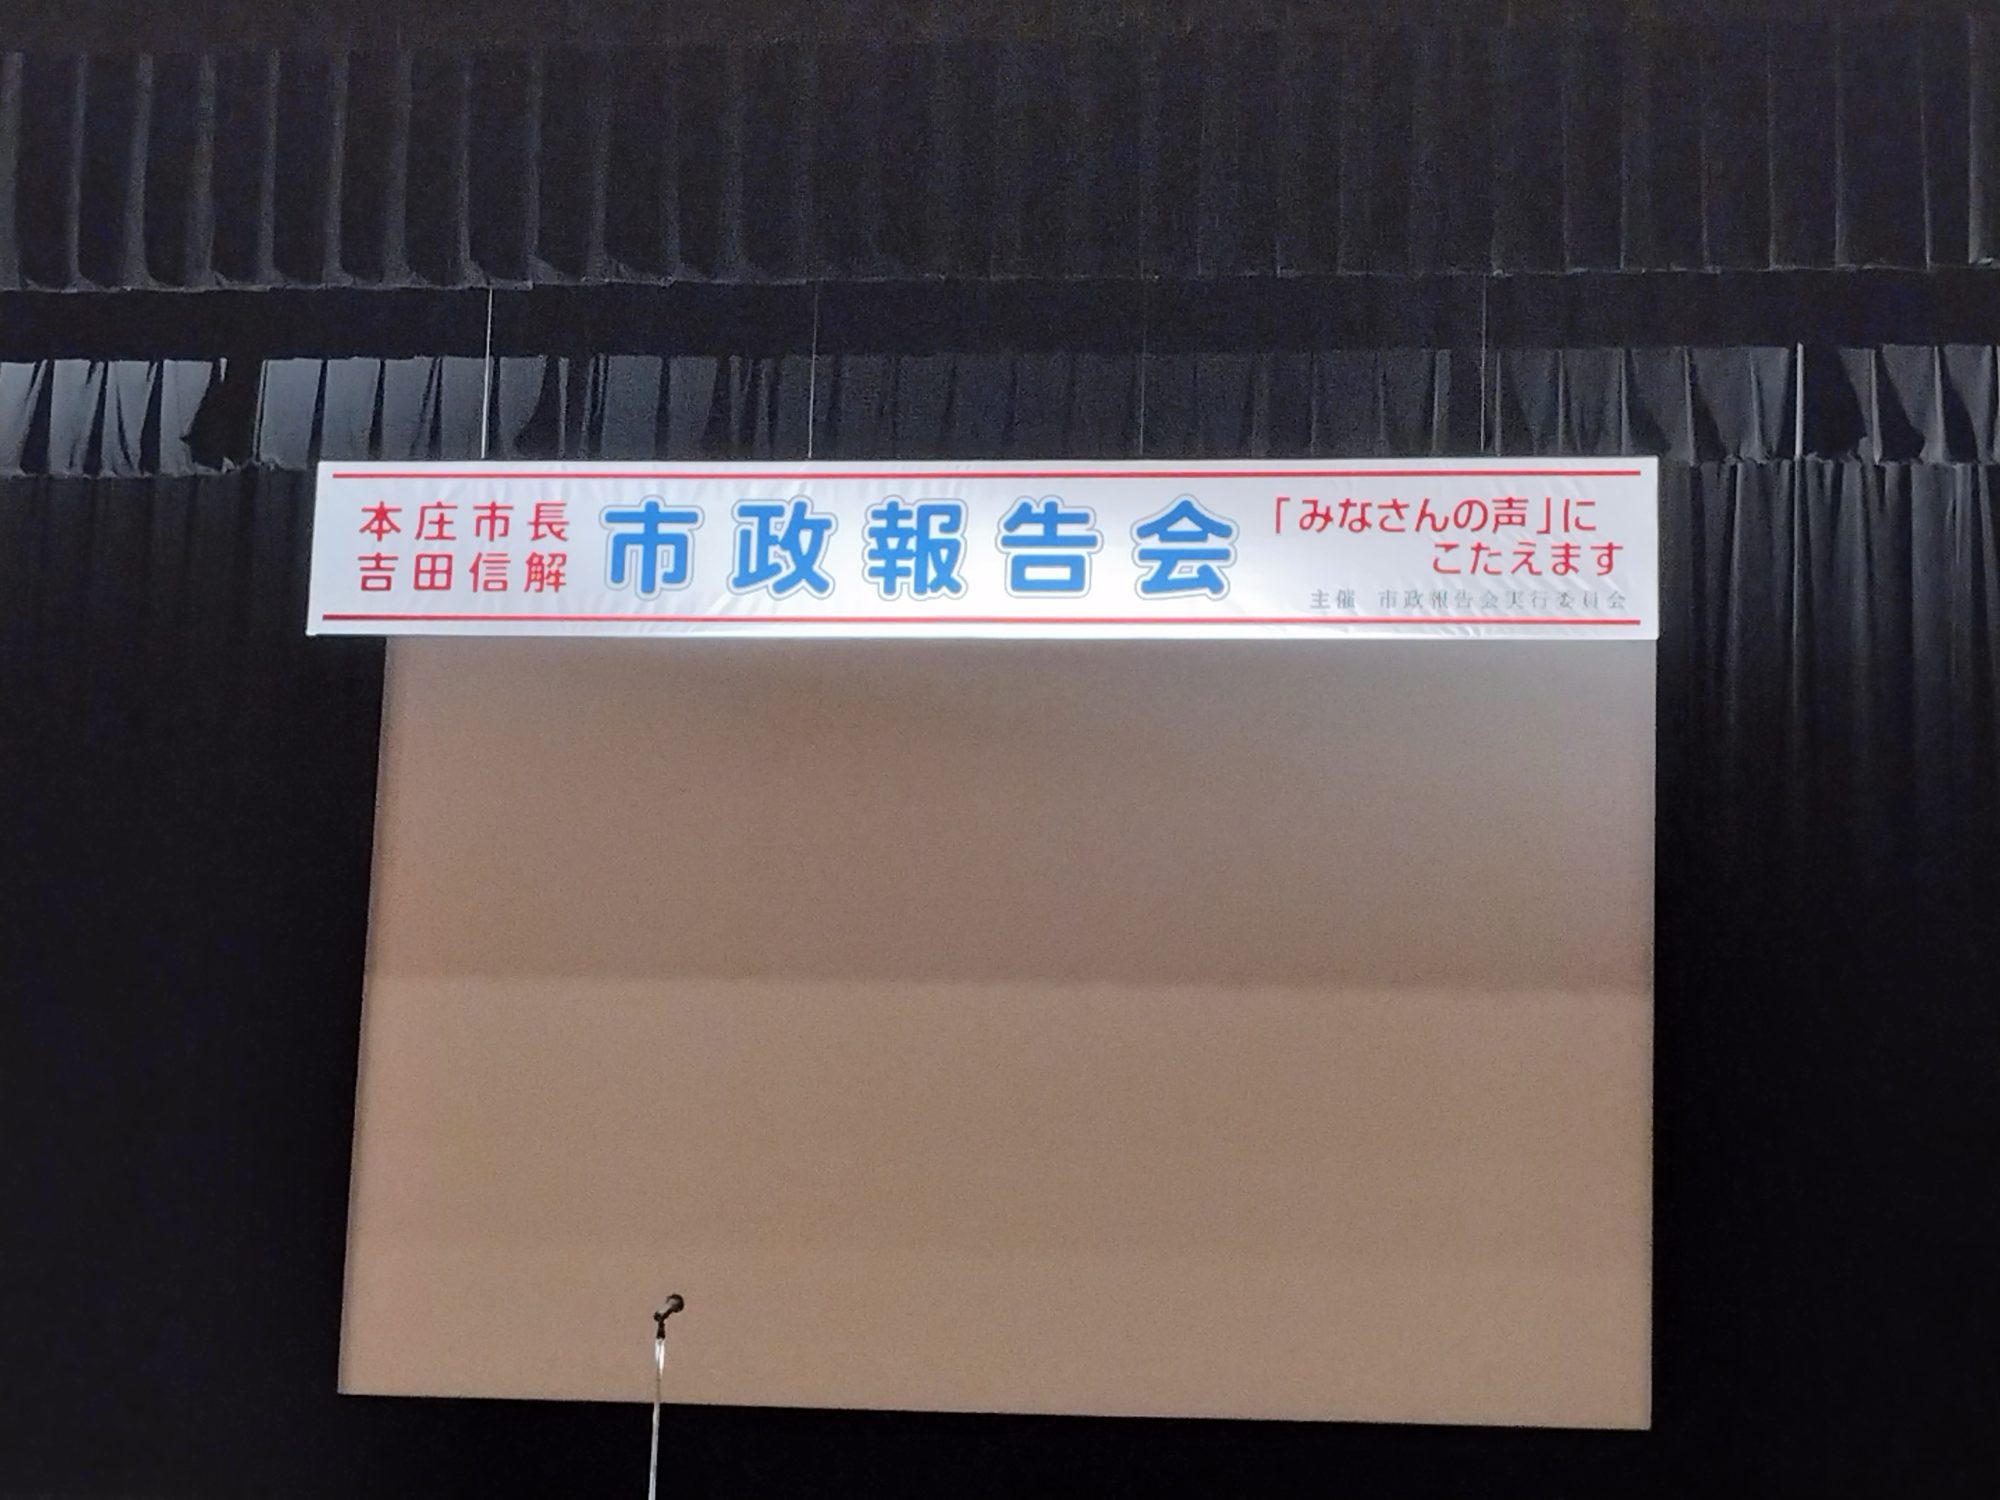 本庄市長
吉田信解
市政報告会
「みなさんの声」に
こたえます
主催 市政報告会実行委員会